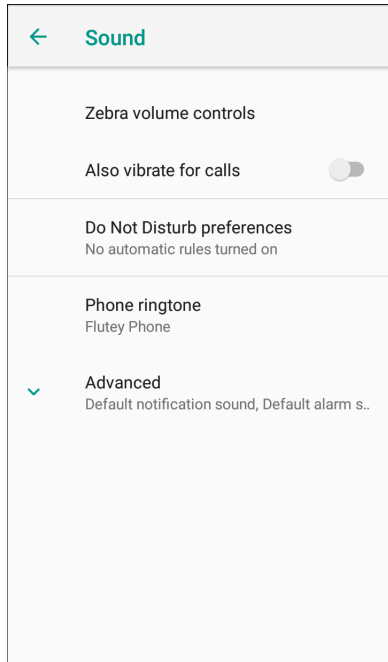 Sound
Zebra volume controls
Also vibrate for calls
Do Not Disturb preferences
No automatic rules turned on
Phone ringtone
Flutey Phone
Advanced
Default notification sound, Default alarm s..